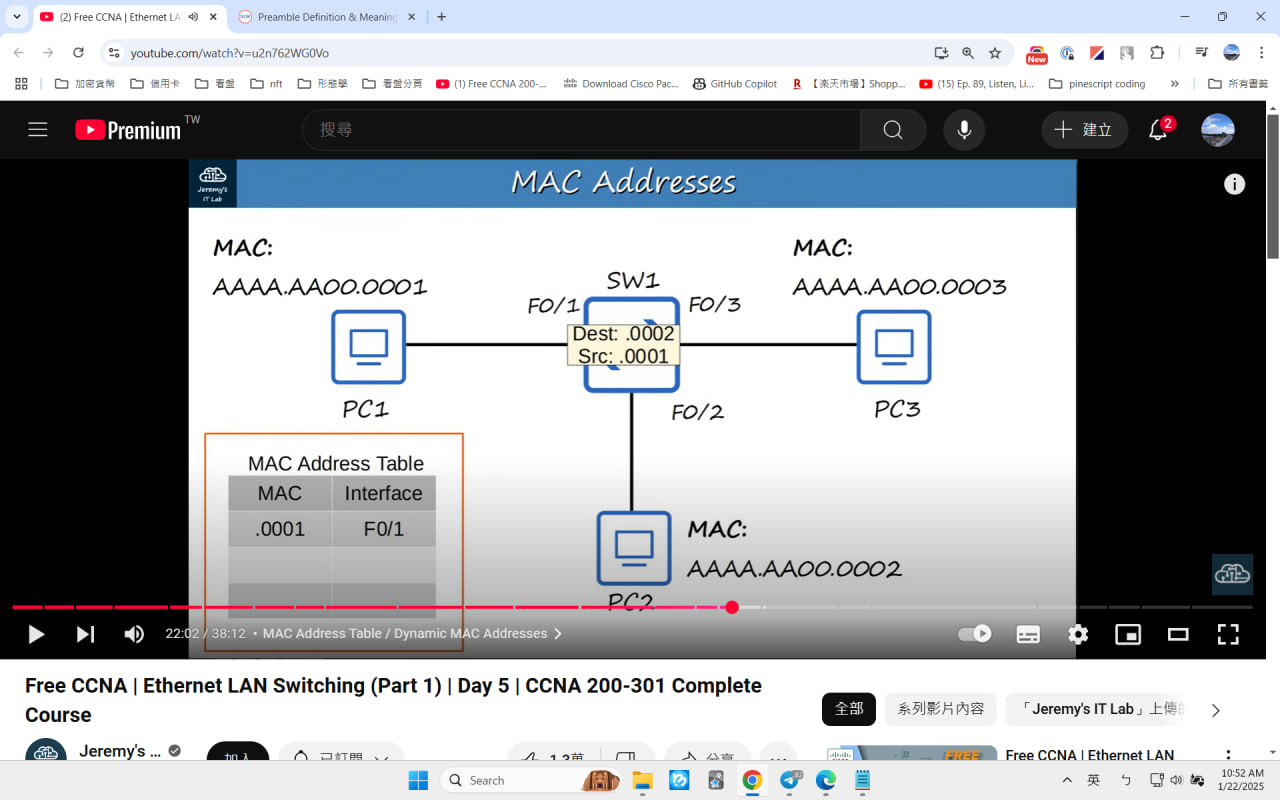 (2) Free CCNA | Ethernet LA
Preamble Definition & Meaning
youtube.com/watch?v=u2n762WG0Vo
New
加密貨幣
信用卡
看盤
nft
形態學
看盤分頁
(1) Free CCNA 200-...
Download Cisco Pac...
GitHub Copilot
【楽天市場】Shopp...
(15) Ep. 89, Listen, Li...
pinescript coding
所有書籤
Premium TW
搜尋
建立
2
Jeremy's
IT Lab
MAC Addresses
MAC:
AAAA.AA00.0001
MAC:
AAAA.AA00.0003
SW1
F0/1
F0/3
Dest: .0002
Src: .0001
PC1
F0/2
PC3
MAC Address Table
MAC Interface
.0001 F0/1
MAC:
AAAA.AA00.0002
PC2
22:02 / 38:12 • MAC Address Table / Dynamic MAC Addresses
Free CCNA | Ethernet LAN Switching (Part 1) | Day 5 | CCNA 200-301 Complete
Course
全部
系列影片內容
「Jeremy's IT Lab」上傳的
Jeremy's ...
加入
已訂閱
1.3萬
分享
FREE
Free CCNA | Ethernet LAN
Search
英
10:52 AM
1/22/2025